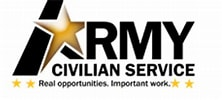 ARMY
CIVILIAN SERVICE
Real opportunities. Important work.